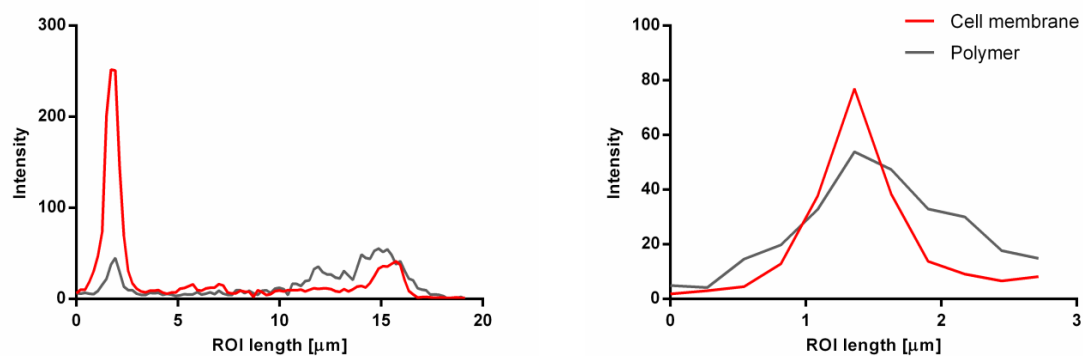 300
200
100
0
Intensity
0 5 10 15 20
ROI length [μm]
100
80
60
40
20
0
Intensity
0 1 2 3
ROI length [μm]
Cell membrane
Polymer